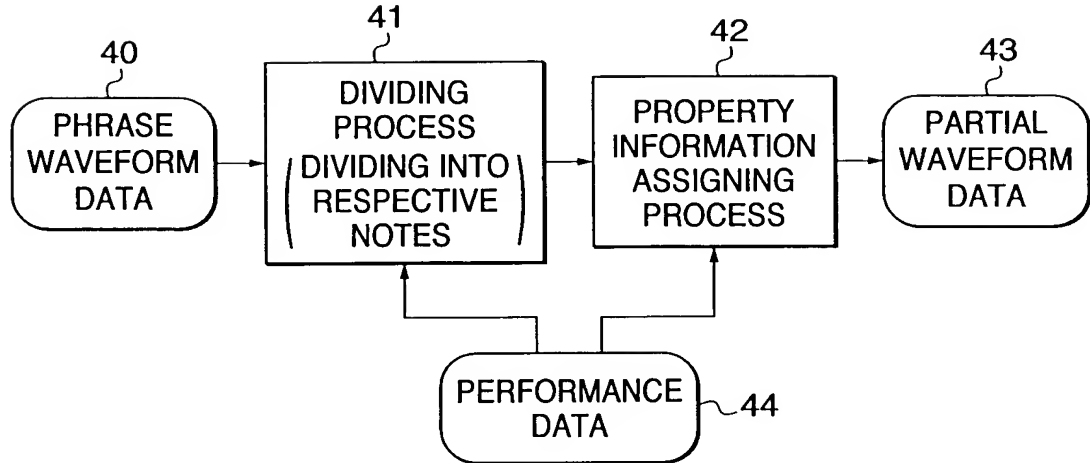 40
PHRASE
WAVEFORM
DATA
41
DIVIDING
PROCESS
(DIVIDING INTO
RESPECTIVE
NOTES)
42
PROPERTY
INFORMATION
ASSIGNING
PROCESS
43
PARTIAL
WAVEFORM
DATA
PERFORMANCE
DATA
44